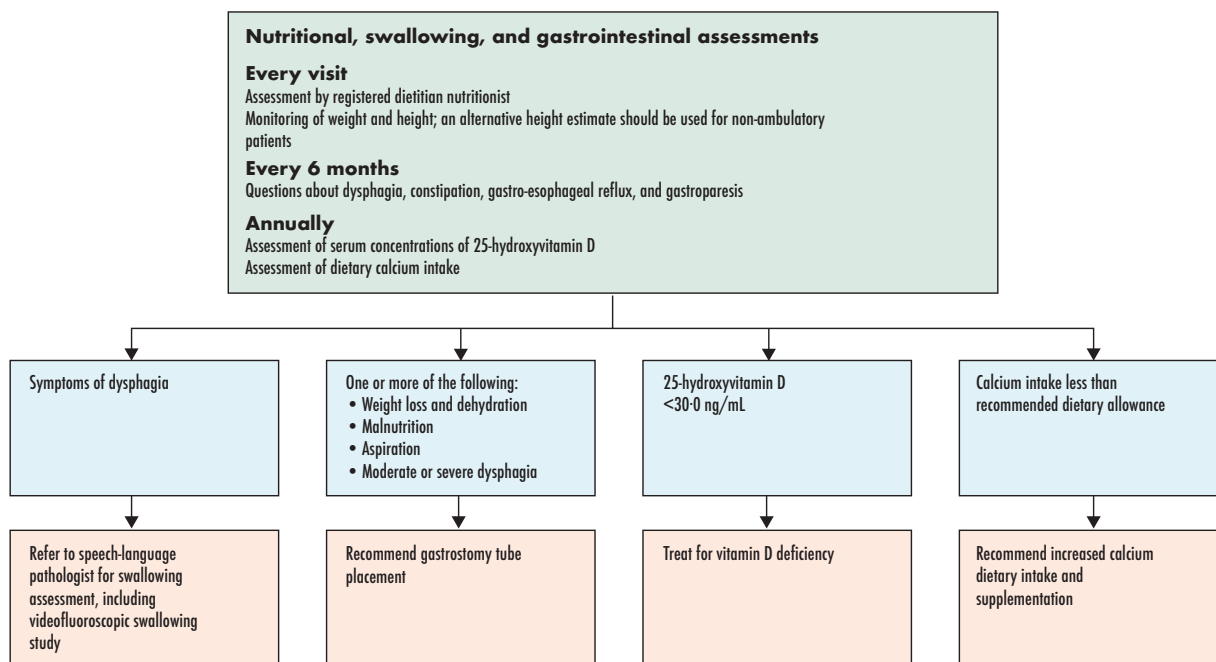 Nutritional, swallowing, and gastrointestinal assessments
Every visit
Assessment by registered dietitian nutritionist
Monitoring of weight and height; an alternative height estimate should be used for non-ambulatory
patients
Every 6 months
Questions about dysphagia, constipation, gastro-esophageal reflux, and gastroparesis
Annually
Assessment of serum concentrations of 25-hydroxyvitamin D
Assessment of dietary calcium intake
Symptoms of dysphagia
One or more of the following:
• Weight loss and dehydration
• Malnutrition
• Aspiration
• Moderate or severe dysphagia
25-hydroxyvitamin D
<30·0 ng/mL
Calcium intake less than
recommended dietary allowance
Refer to speech-language
pathologist for swallowing
assessment, including
videofluoroscopic swallowing
study
Recommend gastrostomy tube
placement
Treat for vitamin D deficiency
Recommend increased calcium
dietary intake and
supplementation